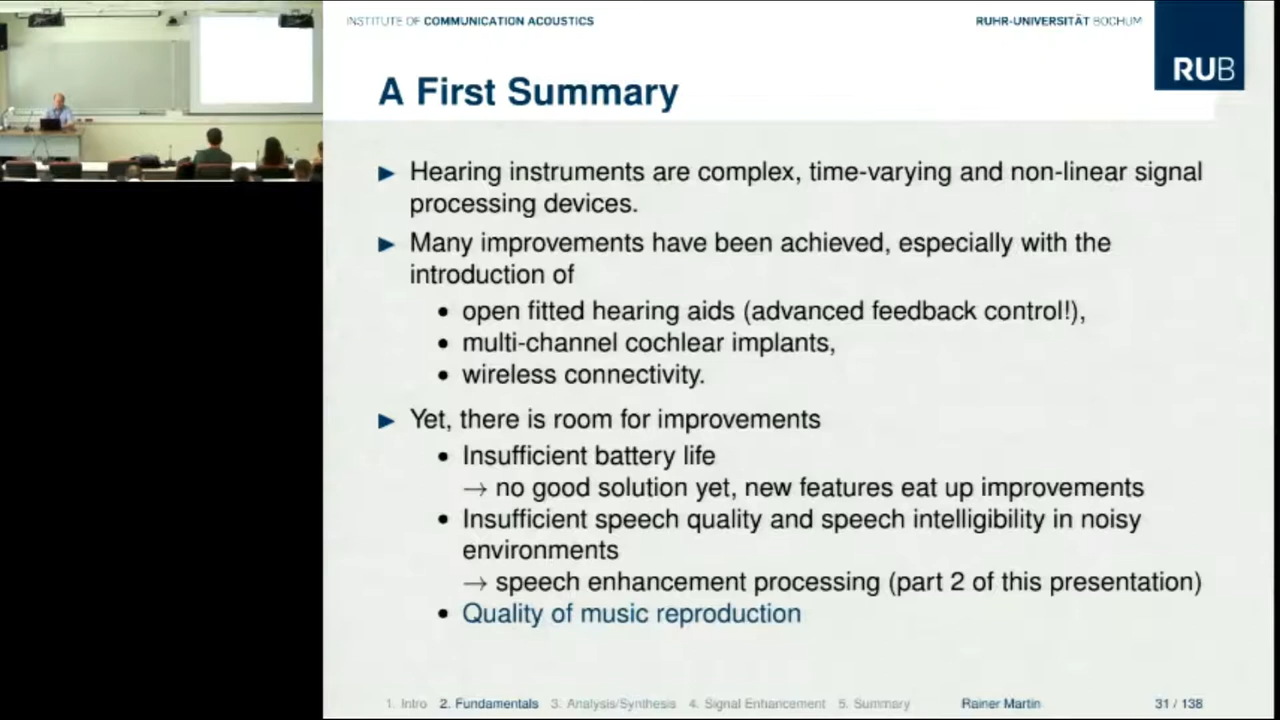 INSTITUTE OF COMMUNICATION ACOUSTICS
RUHR-UNIVERSITÄT BOCHUM
RUB
A First Summary
► Hearing instruments are complex, time-varying and non-linear signal
processing devices.
► Many improvements have been achieved, especially with the
introduction of
• open fitted hearing aids (advanced feedback control!),
• multi-channel cochlear implants,
• wireless connectivity.
► Yet, there is room for improvements
• Insufficient battery life
→ no good solution yet, new features eat up improvements
• Insufficient speech quality and speech intelligibility in noisy
environments
→ speech enhancement processing (part 2 of this presentation)
• Quality of music reproduction
1. Intro 2. Fundamentals 3. Analysis/Synthesis 4. Signal Enhancement 5. Summary Rainer Martin 31 / 138